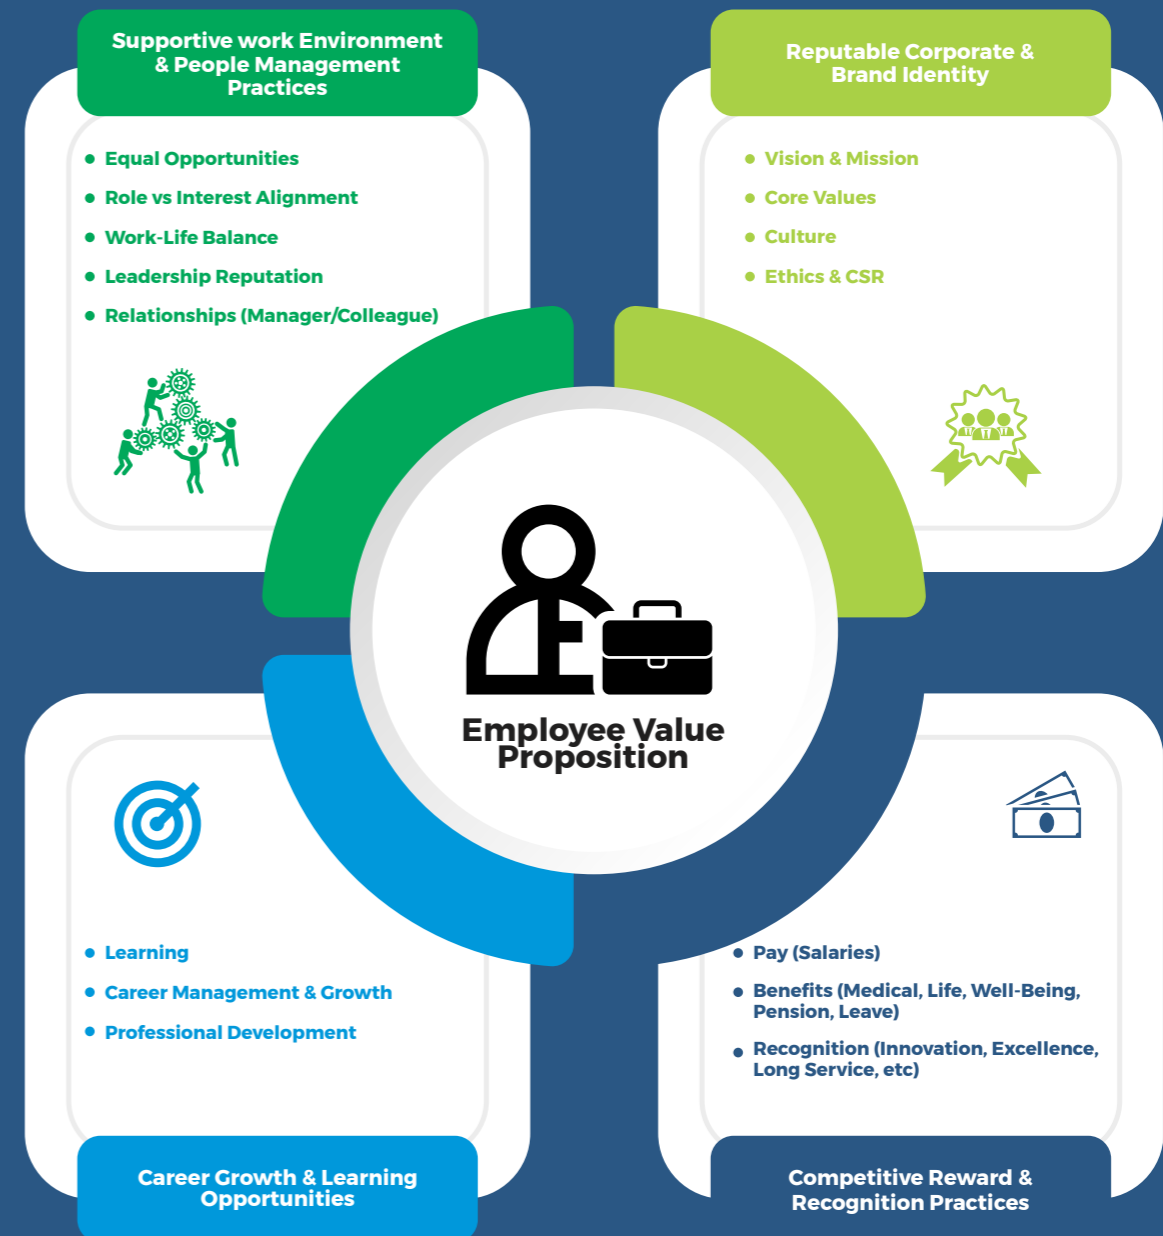 Supportive work Environment
& People Management
Practices
Equal Opportunities
Role vs Interest Alignment
Work-Life Balance
Leadership Reputation
Relationships (Manager/Colleague)
Reputable Corporate &
Brand Identity
Vision & Mission
Core Values
Culture
Ethics & CSR
Employee Value
Proposition
Learning
Career Management & Growth
Professional Development
Career Growth & Learning
Opportunities
Pay (Salaries)
Benefits (Medical, Life, Well-Being,
Pension, Leave)
Recognition (Innovation, Excellence,
Long Service, etc)
Competitive Reward &
Recognition Practices